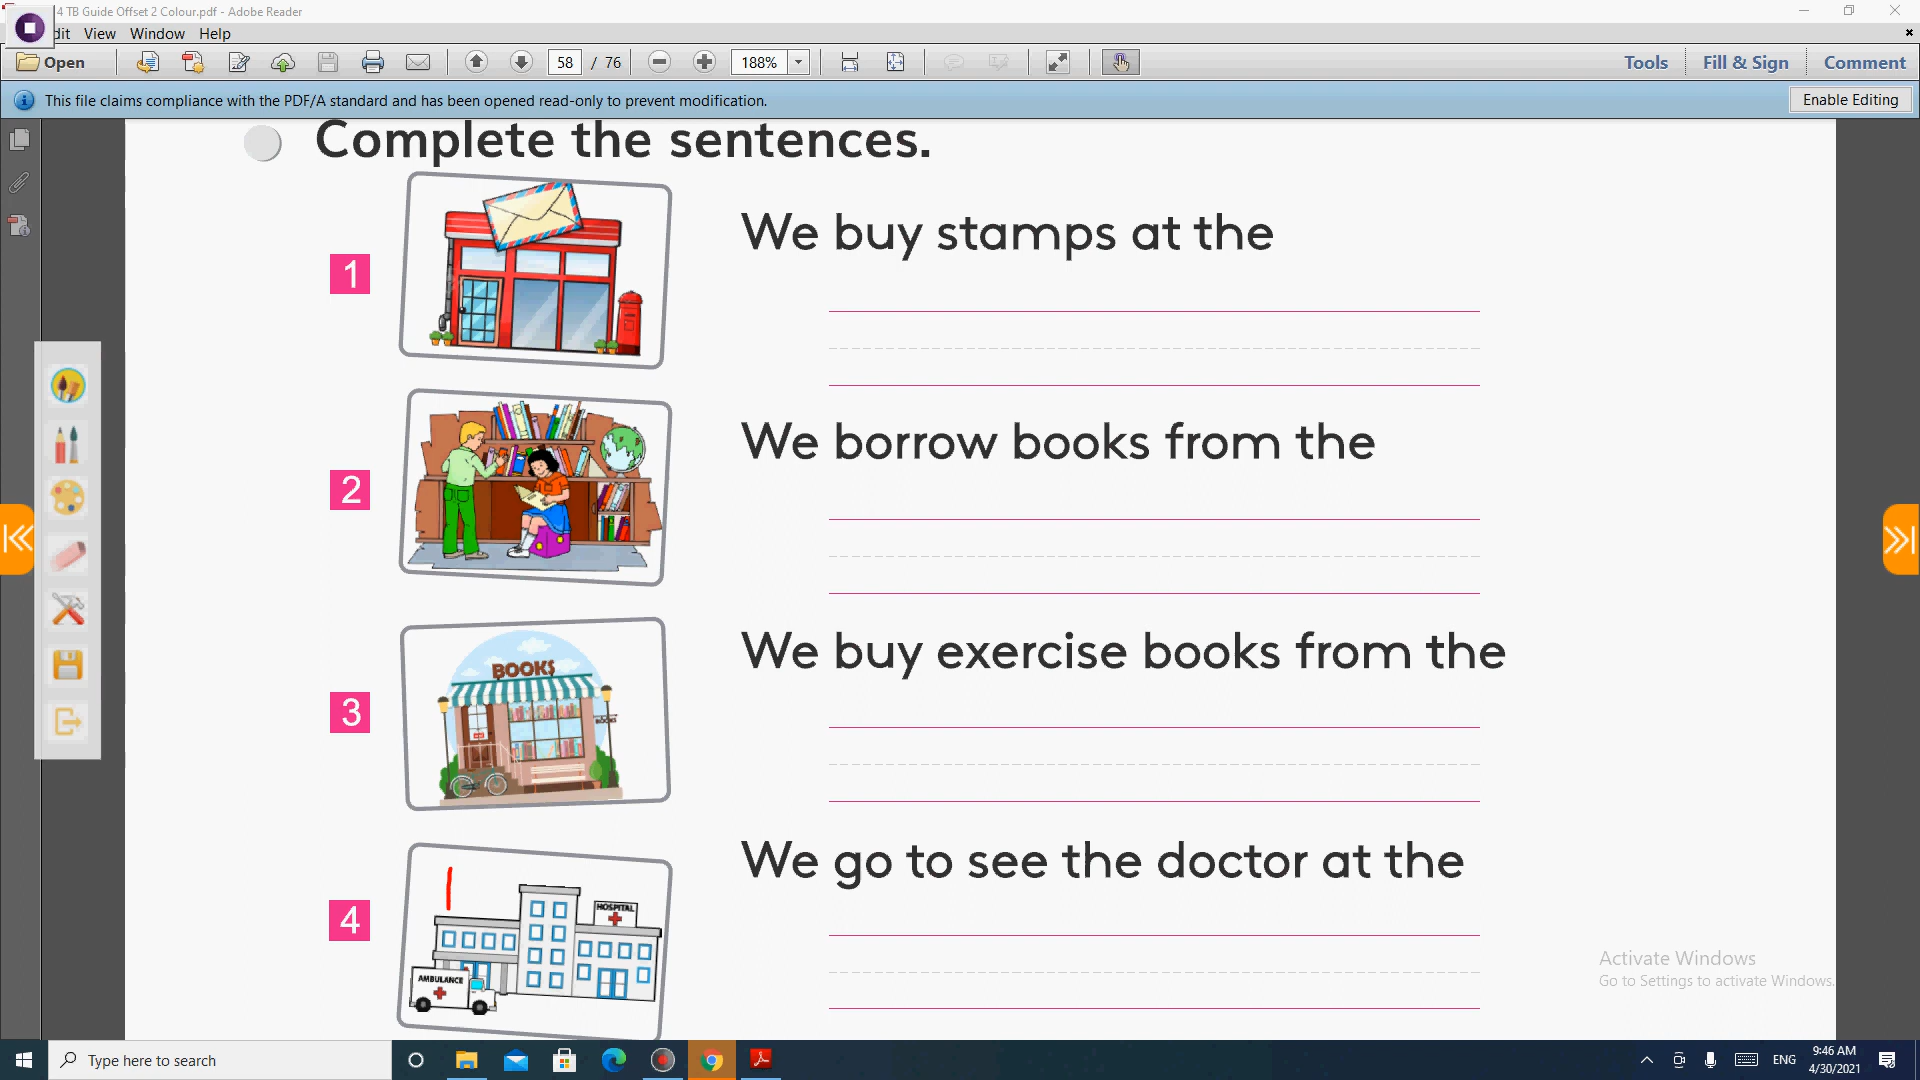 4 TB Guide Offset 2 Colour.pdf - Adobe Reader
dit View Window Help
Open 58 / 76 188% Tools Fill & Sign Comment
This file claims compliance with the PDF/A standard and has been opened read-only to prevent modification. Enable Editing
Complete the sentences.
1 We buy stamps at the
2 We borrow books from the
BOOKS
BOOKS
3 We buy exercise books from the
HOSPITAL
AMBULANCE
4 We go to see the doctor at the
Activate Windows
Go to Settings to activate Windows.
Type here to search
ENG
9:46 AM
4/30/2021